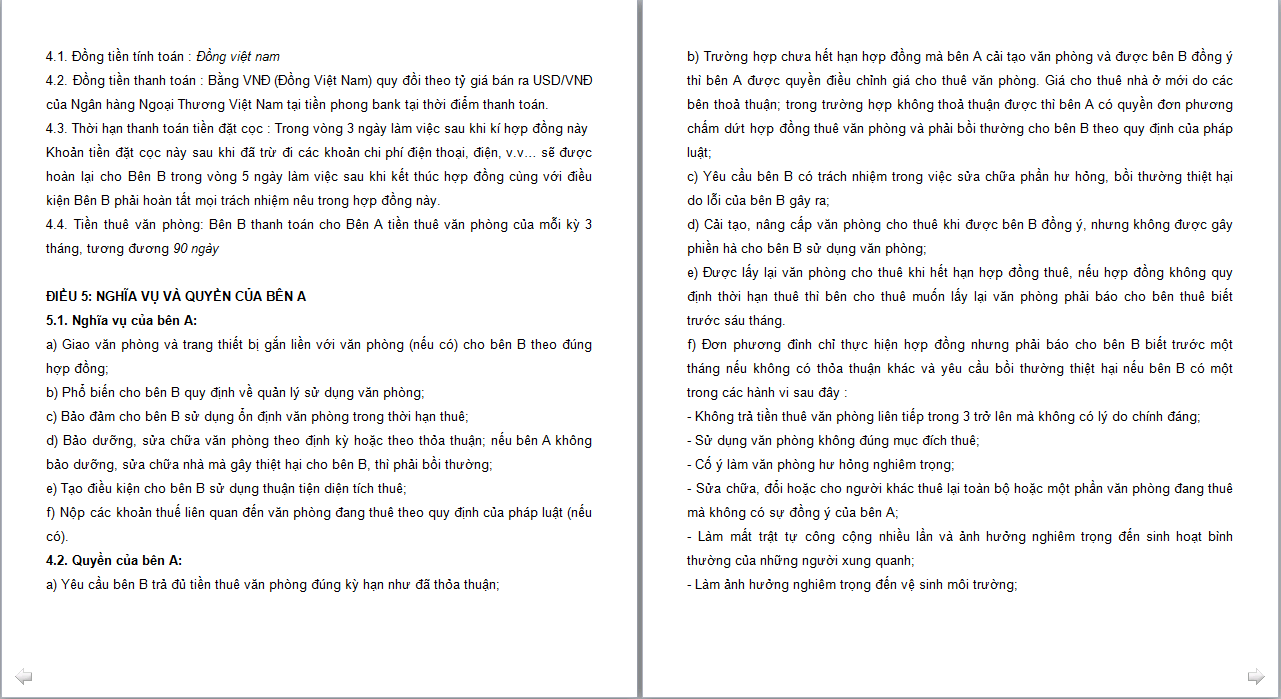 4.1. Đồng tiền tính toán : Đồng việt nam
4.2. Đồng tiền thanh toán : Bằng VNĐ (Đồng Việt Nam) quy đổi theo tỷ giá bán ra USD/VNĐ
của Ngân hàng Ngoại Thương Việt Nam tại tiền phong bank tại thời điểm thanh toán.
4.3. Thời hạn thanh toán tiền đặt cọc : Trong vòng 3 ngày làm việc sau khi kí hợp đồng này
Khoản tiền đặt cọc này sau khi đã trừ đi các khoản chi phí điện thoại, điện, v.v... sẽ được
hoàn lại cho Bên B trong vòng 5 ngày làm việc sau khi kết thúc hợp đồng cùng với điều
kiện Bên B phải hoàn tất mọi trách nhiệm nêu trong hợp đồng này.
4.4. Tiền thuê văn phòng: Bên B thanh toán cho Bên A tiền thuê văn phòng của mỗi kỳ 3
tháng, tương đương 90 ngày
ĐIỀU 5: NGHĨA VỤ VÀ QUYỀN CỦA BÊN A
5.1. Nghĩa vụ của bên A:
a) Giao văn phòng và trang thiết bị gắn liền với văn phòng (nếu có) cho bên B theo đúng
hợp đồng;
b) Phổ biến cho bên B quy định về quản lý sử dụng văn phòng;
c) Bảo đảm cho bên B sử dụng ổn định văn phòng trong thời hạn thuê;
d) Bảo dưỡng, sửa chữa văn phòng theo định kỳ hoặc theo thỏa thuận; nếu bên A không
bảo dưỡng, sửa chữa nhà mà gây thiệt hại cho bên B, thì phải bồi thường;
e) Tạo điều kiện cho bên B sử dụng thuận tiện diện tích thuê;
f) Nộp các khoản thuế liên quan đến văn phòng đang thuê theo quy định của pháp luật (nếu
có).
4.2. Quyền của bên A:
a) Yêu cầu bên B trả đủ tiền thuê văn phòng đúng kỳ hạn như đã thỏa thuận;
b) Trường hợp chưa hết hạn hợp đồng mà bên A cải tạo văn phòng và được bên B đồng ý
thì bên A được quyền điều chỉnh giá cho thuê văn phòng. Giá cho thuê nhà ở mới do các
bên thoả thuận; trong trường hợp không thoả thuận được thì bên A có quyền đơn phương
chấm dứt hợp đồng thuê văn phòng và phải bồi thường cho bên B theo quy định của pháp
luật;
c) Yêu cầu bên B có trách nhiệm trong việc sửa chữa phần hư hỏng, bồi thường thiệt hại
do lỗi của bên B gây ra;
d) Cải tạo, nâng cấp văn phòng cho thuê khi được bên B đồng ý, nhưng không được gây
phiền hà cho bên B sử dụng văn phòng;
e) Được lấy lại văn phòng cho thuê khi hết hạn hợp đồng thuê, nếu hợp đồng không quy
định thời hạn thuê thì bên cho thuê muốn lấy lại văn phòng phải báo cho bên thuê biết
trước sáu tháng.
f) Đơn phương đình chỉ thực hiện hợp đồng nhưng phải báo cho bên B biết trước một
tháng nếu không có thỏa thuận khác và yêu cầu bồi thường thiệt hại nếu bên B có một
trong các hành vi sau đây :
- Không trả tiền thuê văn phòng liên tiếp trong 3 trở lên mà không có lý do chính đáng;
- Sử dụng văn phòng không đúng mục đích thuê;
- Cố ý làm văn phòng hư hỏng nghiêm trọng;
- Sửa chữa, đổi hoặc cho người khác thuê lại toàn bộ hoặc một phần văn phòng đang thuê
mà không có sự đồng ý của bên A;
- Làm mất trật tự công cộng nhiều lần và ảnh hưởng nghiêm trọng đến sinh hoạt bình
thường của những người xung quanh;
- Làm ảnh hưởng nghiêm trọng đến vệ sinh môi trường;